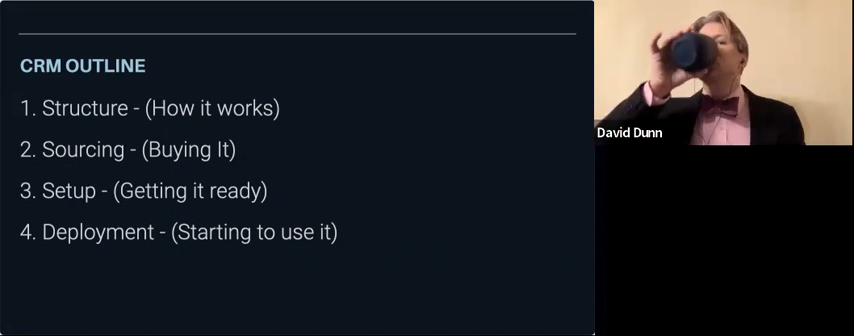 CRM OUTLINE
1. Structure - (How it works)
2. Sourcing - (Buying It)
3. Setup - (Getting it ready)
4. Deployment - (Starting to use it)
David Dunn